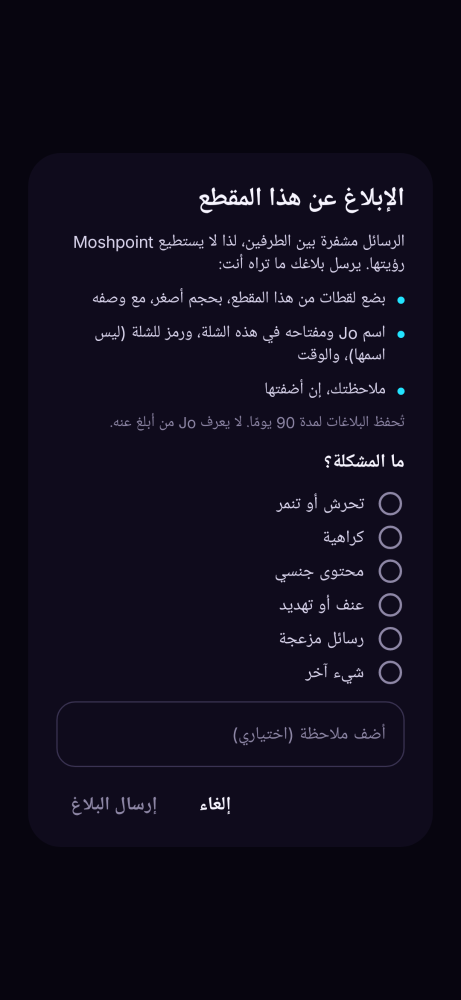 الإبلاغ عن هذا المقطع
الرسائل مشفرة بين الطرفين، لذا لا يستطيع Moshpoint
رؤيتها. يرسل بلاغك ما تراه أنت:
بضع لقطات من هذا المقطع، بحجم أصغر، مع وصفه
اسم Jo ومفتاحه في هذه الشلة، ورمز للشلة (ليس
اسمها)، والوقت
ملاحظتك، إن أضفتها
تُحفظ البلاغات لمدة 90 يومًا. لا يعرف Jo من أبلغ عنه.
ما المشكلة؟
تحرش أو تنمر
كراهية
محتوى جنسي
عنف أو تهديد
رسائل مزعجة
شيء آخر
أضف ملاحظة (اختياري)
إلغاء
إرسال البلاغ